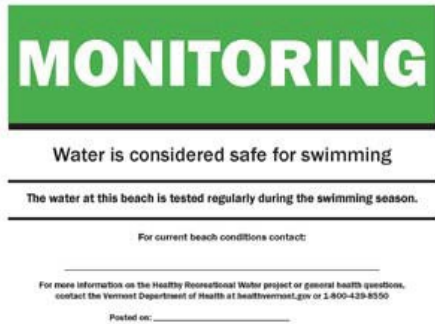 MONITORING
Water is considered safe for swimming
The water at this beach is tested regularly during the swimming season.
For current beach conditions contact:
For more information on the Healthy Recreational Water project or general health questions,
contact the Vermont Department of Health at healthvermont.gov or 1-800-439-8550
Posted on: